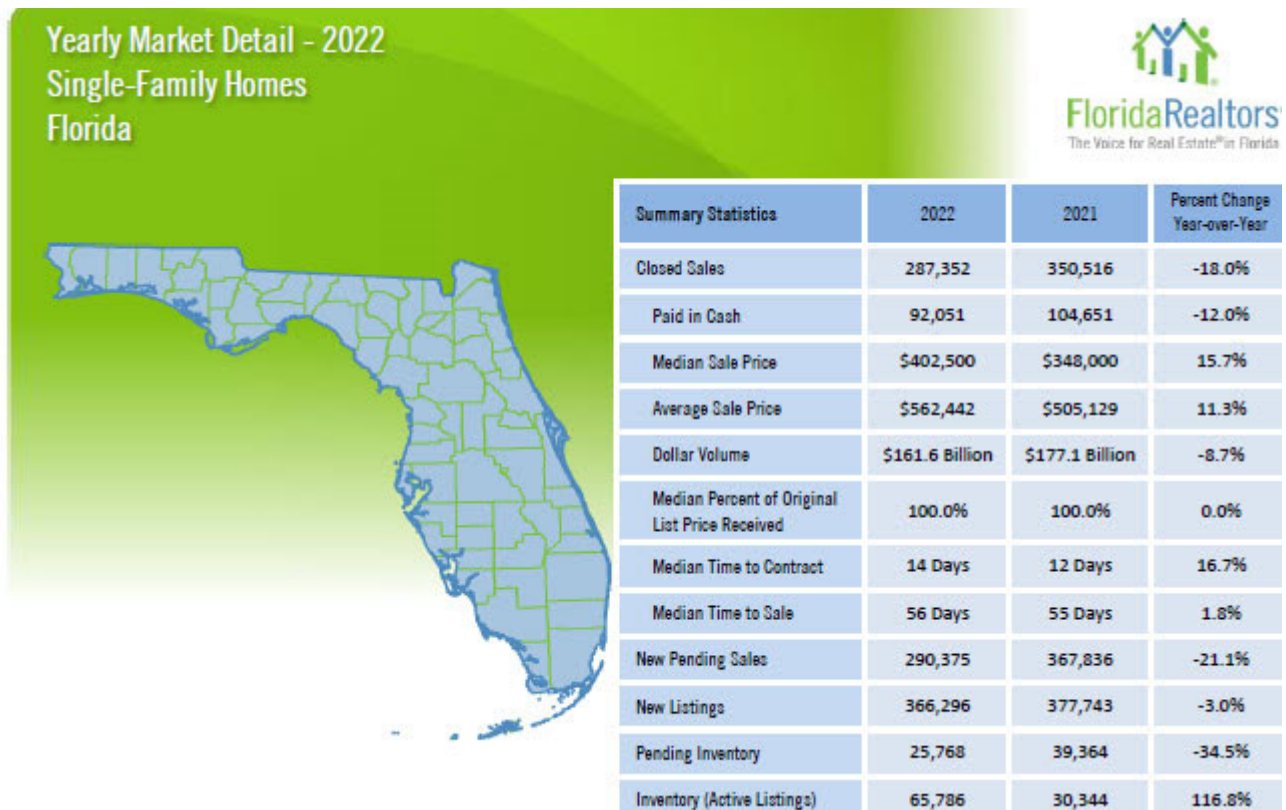 Yearly Market Detail - 2022
Single-Family Homes
Florida
FloridaRealtors®
The Voice for Real Estate® in Florida
Summary Statistics 2022 2021 Percent Change
Year-over-Year
Closed Sales 287,352 350,516 -18.0%
Paid in Cash 92,051 104,651 -12.0%
Median Sale Price $402,500 $348,000 15.7%
Average Sale Price $562,442 $505,129 11.3%
Dollar Volume $161.6 Billion $177.1 Billion -8.7%
Median Percent of Original
List Price Received 100.0% 100.0% 0.0%
Median Time to Contract 14 Days 12 Days 16.7%
Median Time to Sale 56 Days 55 Days 1.8%
New Pending Sales 290,375 367,836 -21.1%
New Listings 366,296 377,743 -3.0%
Pending Inventory 25,768 39,364 -34.5%
Inventory (Active Listings) 65,786 30,344 116.8%